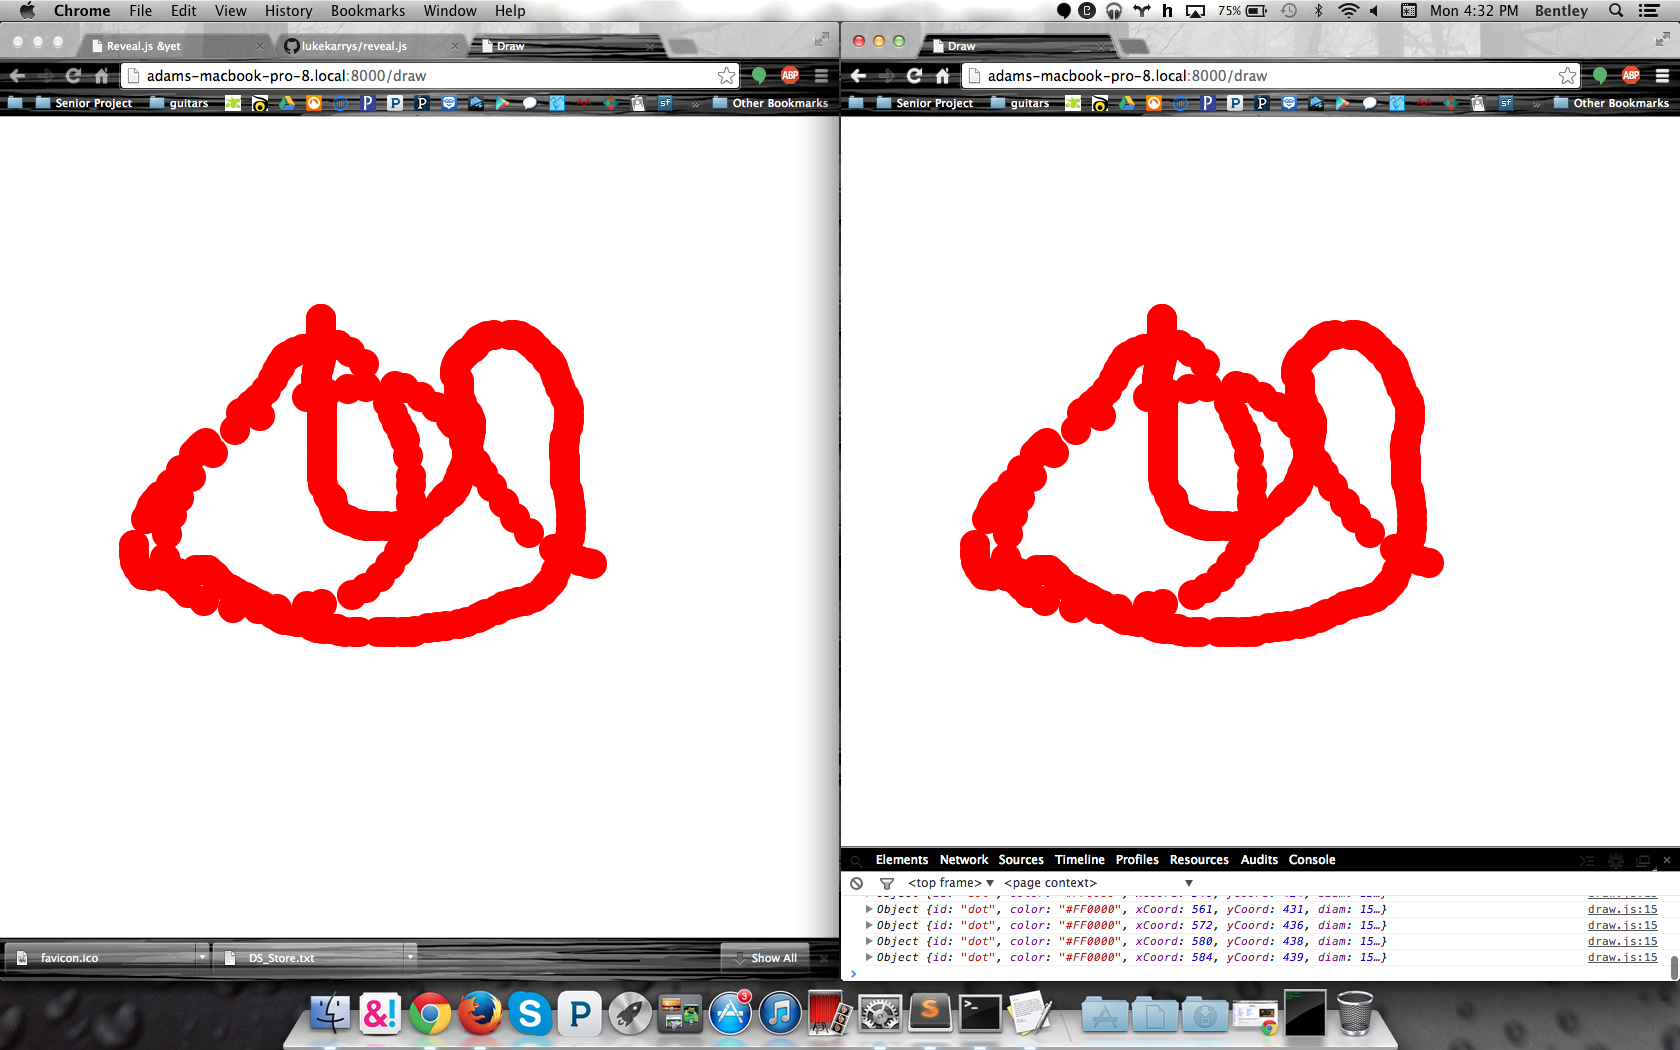 Chrome File Edit View History Bookmarks Window Help 75% Mon 4:32 PM Bentley
Reveal.js &yet
lukekarrys/reveal.js
Draw
adams-macbook-pro-8.local:8000/draw
Senior Project
guitars
Other Bookmarks
Draw
adams-macbook-pro-8.local:8000/draw
Senior Project
guitars
Other Bookmarks
Elements Network Sources Timeline Profiles Resources Audits Console
<top frame> <page context>
Object {id: "dot", color: "#FF0000", xCoord: 561, yCoord: 431, diam: 15…} draw.js:15
Object {id: "dot", color: "#FF0000", xCoord: 572, yCoord: 436, diam: 15…} draw.js:15
Object {id: "dot", color: "#FF0000", xCoord: 580, yCoord: 438, diam: 15…} draw.js:15
Object {id: "dot", color: "#FF0000", xCoord: 584, yCoord: 439, diam: 15…} draw.js:15
favicon.ico
DS_Store.txt
Show All